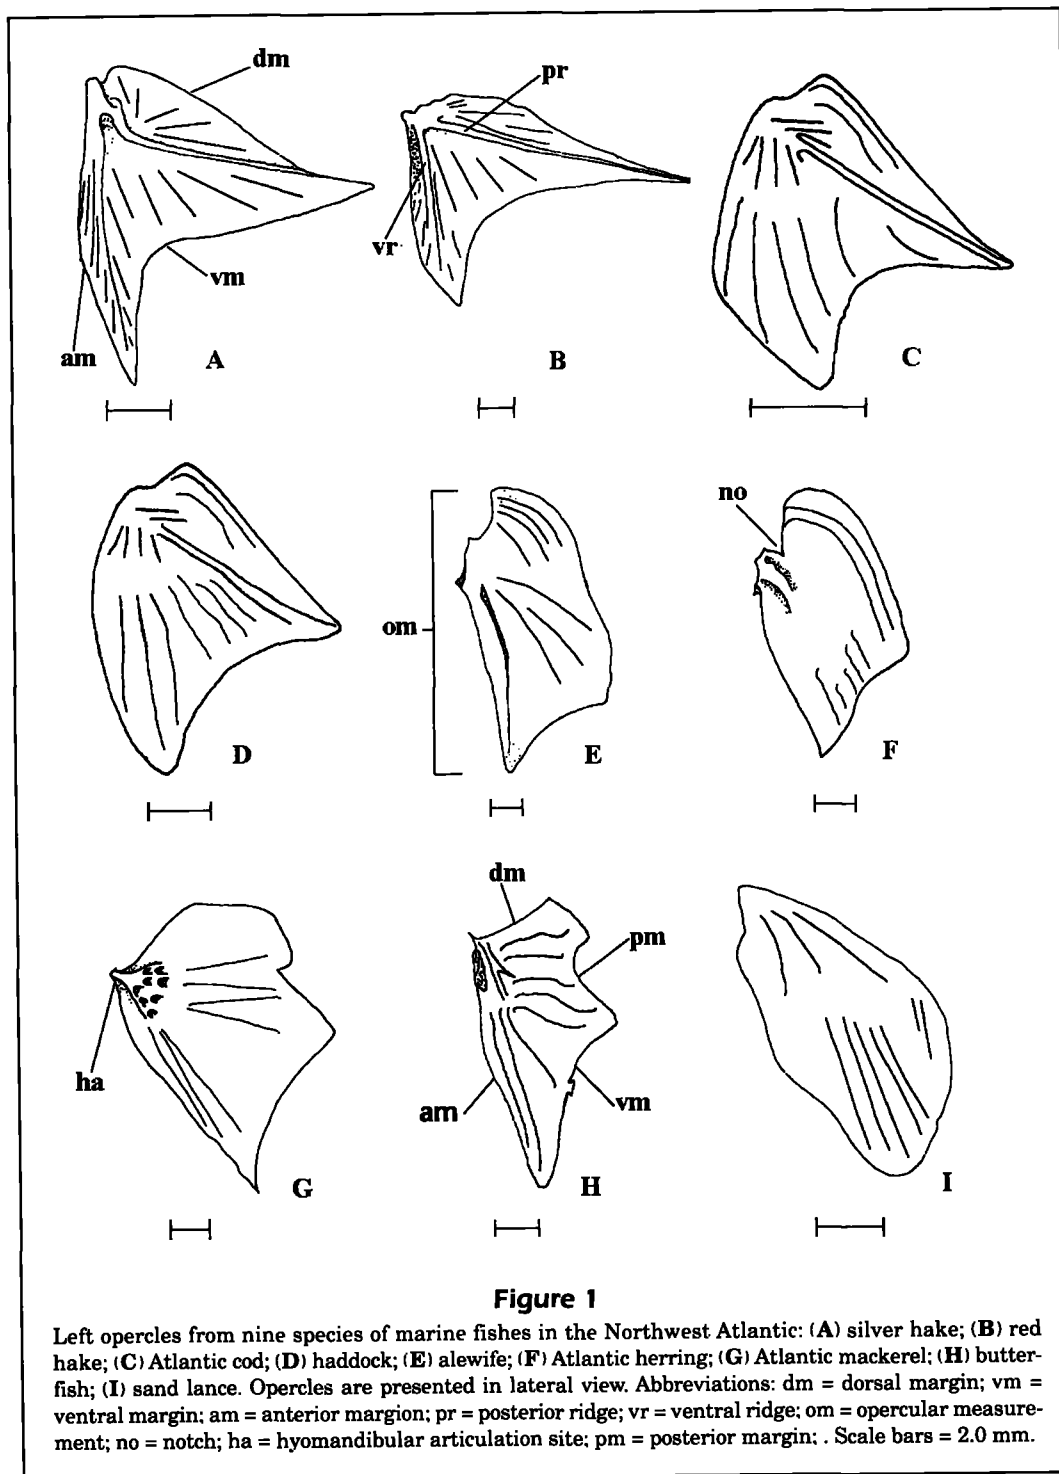 dm
pr
vr
vm
am
A
B
C
no
om
D
E
F
dm
pm
ha
am
vm
G
H
I
Figure 1
Left opercles from nine species of marine fishes in the Northwest Atlantic: (A) silver hake; (B) red
hake; (C) Atlantic cod; (D) haddock; (E) alewife; (F) Atlantic herring; (G) Atlantic mackerel; (H) butter-
fish; (I) sand lance. Opercles are presented in lateral view. Abbreviations: dm = dorsal margin; vm =
ventral margin; am = anterior margion; pr = posterior ridge; vr = ventral ridge; om = opercular measure-
ment; no = notch; ha = hyomandibular articulation site; pm = posterior margin; . Scale bars = 2.0 mm.